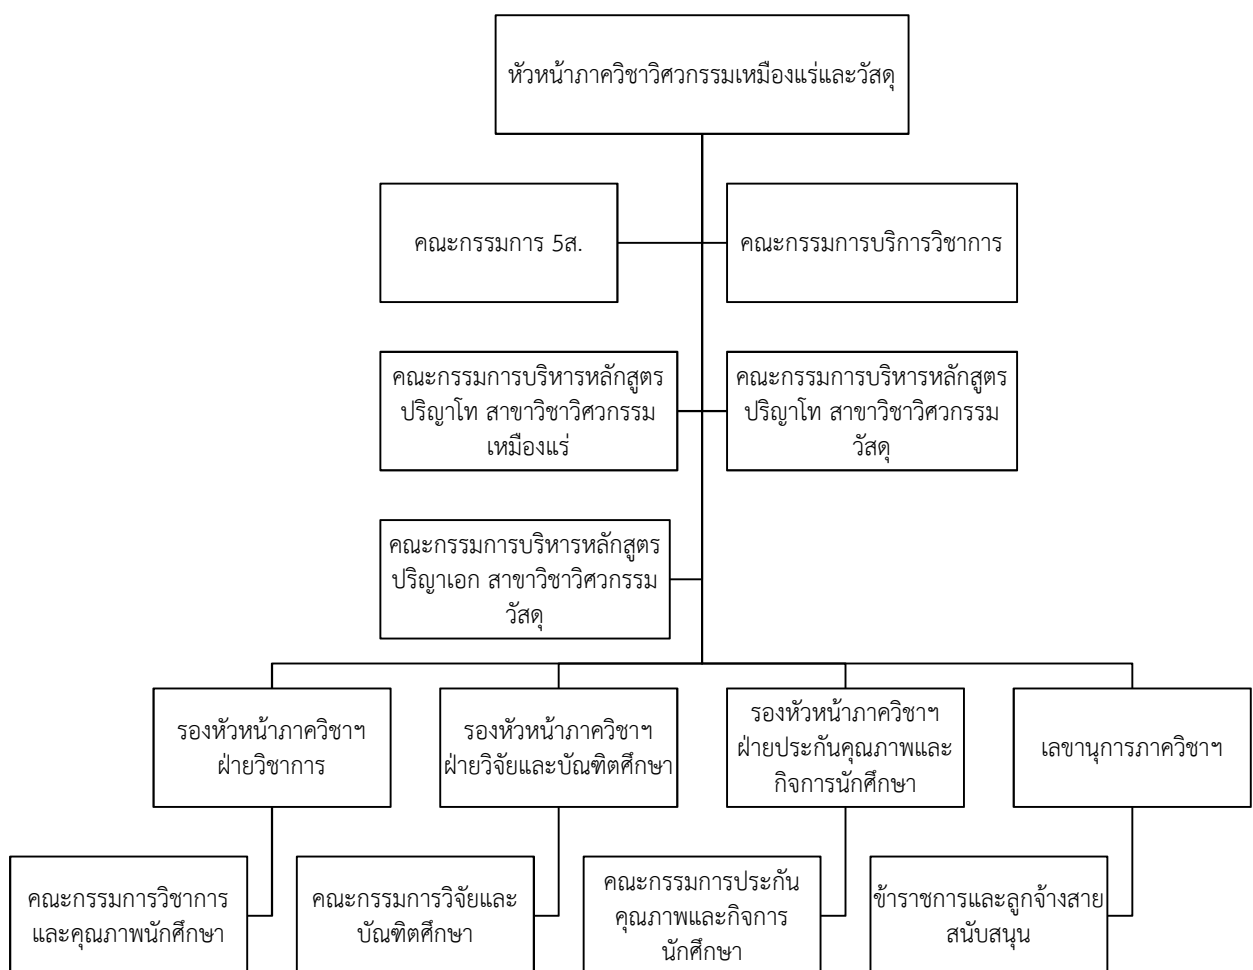 หัวหน้าภาควิชาวิศวกรรมเหมืองแร่และวัสดุ
คณะกรรมการ 5ส.
คณะกรรมการบริการวิชาการ
คณะกรรมการบริหารหลักสูตร
ปริญาโท สาขาวิชาวิศวกรรม
เหมืองแร่
คณะกรรมการบริหารหลักสูตร
ปริญาโท สาขาวิชาวิศวกรรม
วัสดุ
คณะกรรมการบริหารหลักสูตร
ปริญาเอก สาขาวิชาวิศวกรรม
วัสดุ
รองหัวหน้าภาควิชาฯ
ฝ่ายวิชาการ
รองหัวหน้าภาควิชาฯ
ฝ่ายวิจัยและบัณฑิตศึกษา
รองหัวหน้าภาควิชาฯ
ฝ่ายประกันคุณภาพและ
กิจการนักศึกษา
เลขานุการภาควิชาฯ
คณะกรรมการวิชาการ
และคุณภาพนักศึกษา
คณะกรรมการวิจัยและ
บัณฑิตศึกษา
คณะกรรมการประกัน
คุณภาพและกิจการ
นักศึกษา
ข้าราชการและลูกจ้างสาย
สนับสนุน